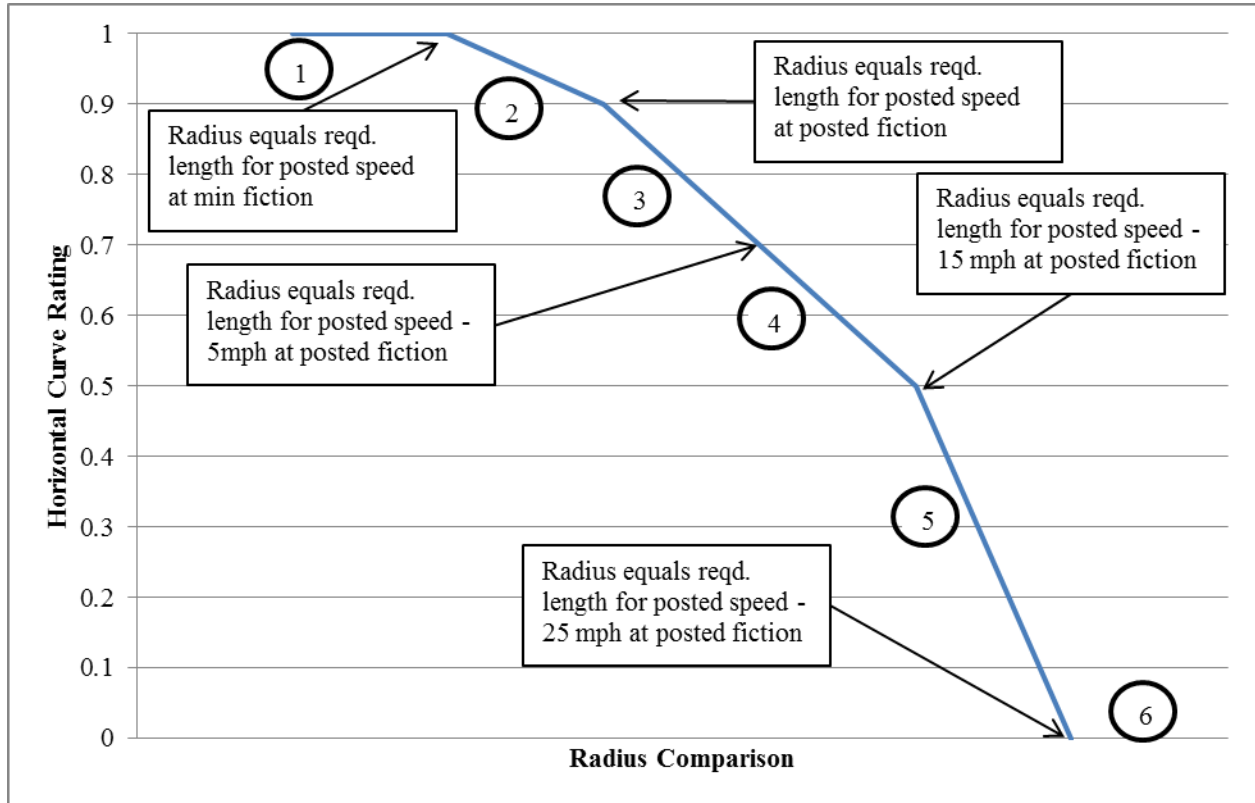 1
0.9
0.8
0.7
0.6
0.5
0.4
0.3
0.2
0.1
0
Horizontal Curve Rating
Radius Comparison
1
2
3
4
5
6
Radius equals reqd.
length for posted speed
at min fiction
Radius equals reqd.
length for posted speed
at posted fiction
Radius equals reqd.
length for posted speed -
5mph at posted fiction
Radius equals reqd.
length for posted speed -
15 mph at posted fiction
Radius equals reqd.
length for posted speed -
25 mph at posted fiction